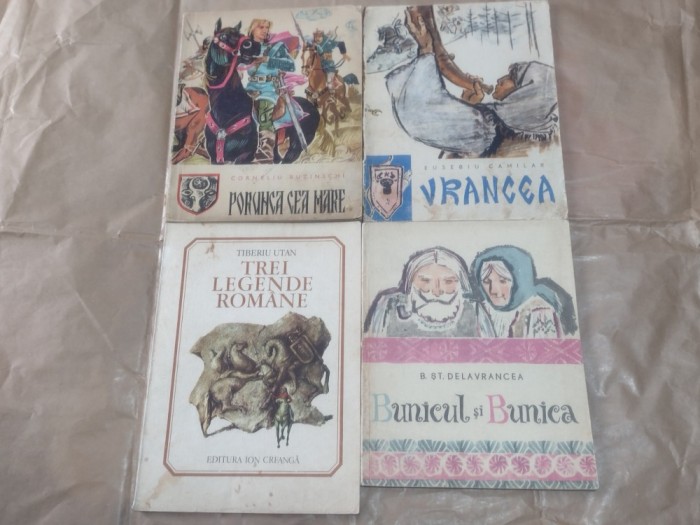 CORNELIU BUZINSCHI
PORUNCA CEA MARE
EUSEBIU CAMILAR
VRANCEA
TIBERIU UTAN
TREI
LEGENDE
ROMÂNE
EDITURA ION CREANGĂ
B. ȘT. DELAVRANCEA
Bunicul și Bunica